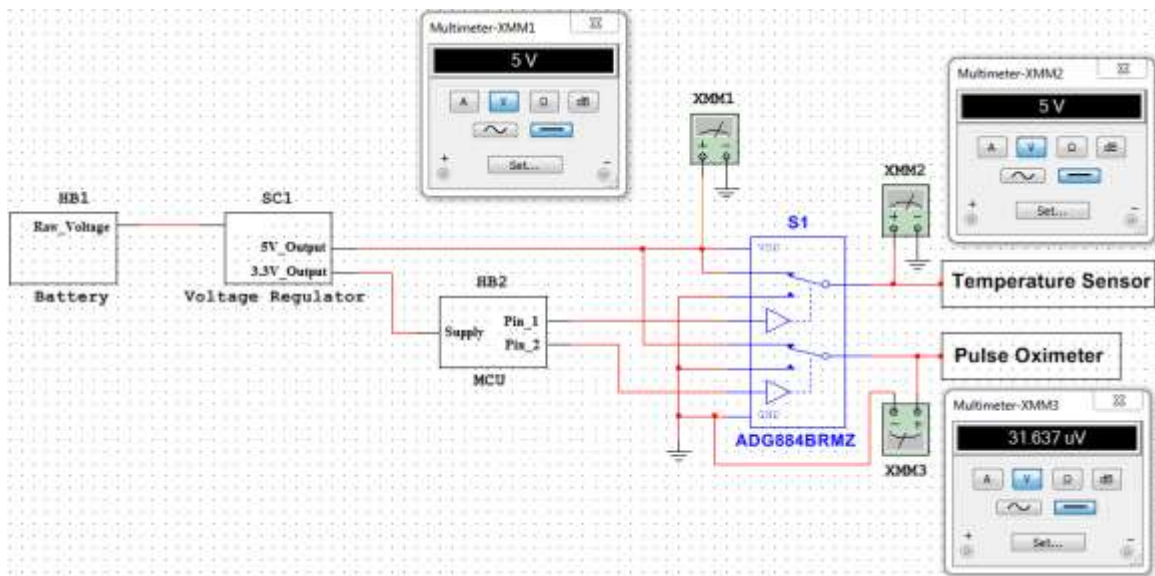 Multimeter-XMM1
5 V
A V Ω dB
+ Set... -
Multimeter-XMM2
5 V
A V Ω dB
+ Set... -
XMM1
+ -
XMM2
+ -
HB1
Raw_Voltage
Battery
SC1
5V_Output
3.3V_Output
Voltage Regulator
HB2
Supply
Pin_1
Pin_2
MCU
S1
VDD
GND
ADG884BRMZ
Temperature Sensor
Pulse Oximeter
- +
XMM3
Multimeter-XMM3
31.637 uV
A V Ω dB
+ Set... -